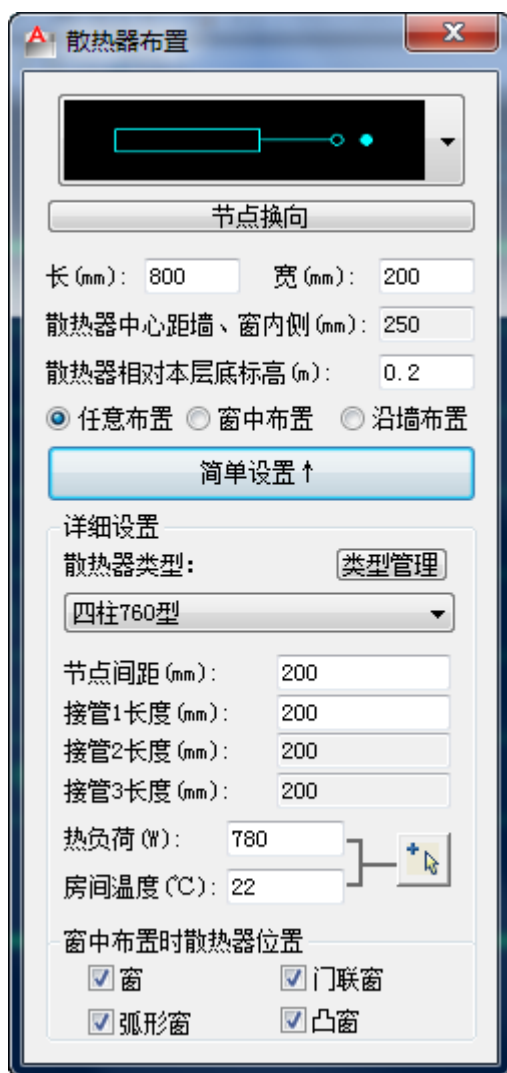 散热器布置
节点换向
长(mm): 800 宽(mm): 200
散热器中心距墙、窗内侧(mm): 250
散热器相对本层底标高(m): 0.2
任意布置 窗中布置 沿墙布置
简单设置↑
详细设置
散热器类型: 类型管理
四柱760型
节点间距(mm): 200
接管1长度(mm): 200
接管2长度(mm): 200
接管3长度(mm): 200
热负荷(W): 780
房间温度(℃): 22
窗中布置时散热器位置
窗 门联窗
弧形窗 凸窗